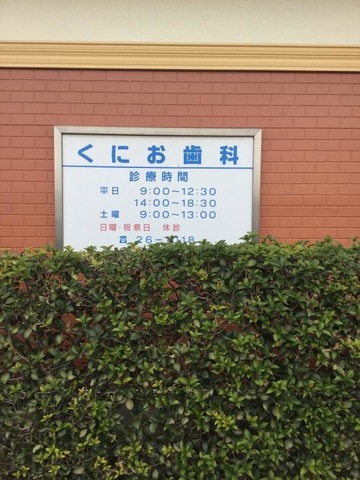 くにお歯科
診療時間
平日 9:00～12:30
14:00～18:30
土曜 9:00～13:00
日曜・祝祭日 休診
☎ 26-